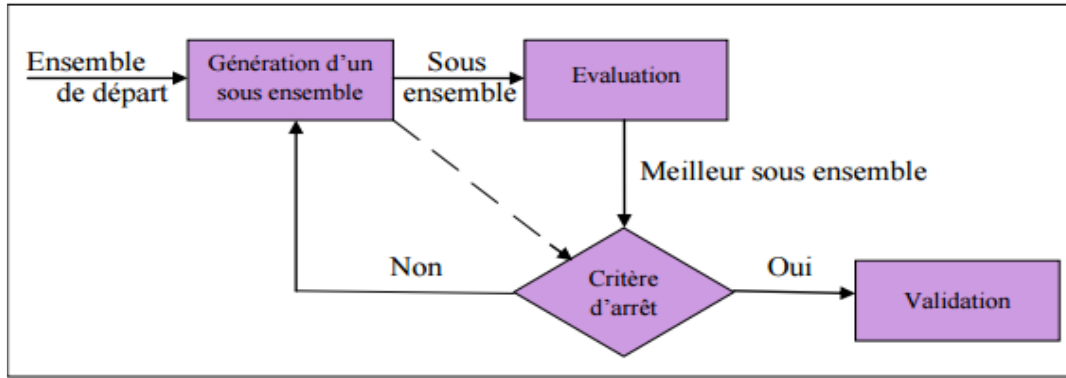 Ensemble
de départ
Génération d'un
sous ensemble
Sous
ensemble
Evaluation
Meilleur sous ensemble
Non
Critère
d'arrêt
Oui
Validation